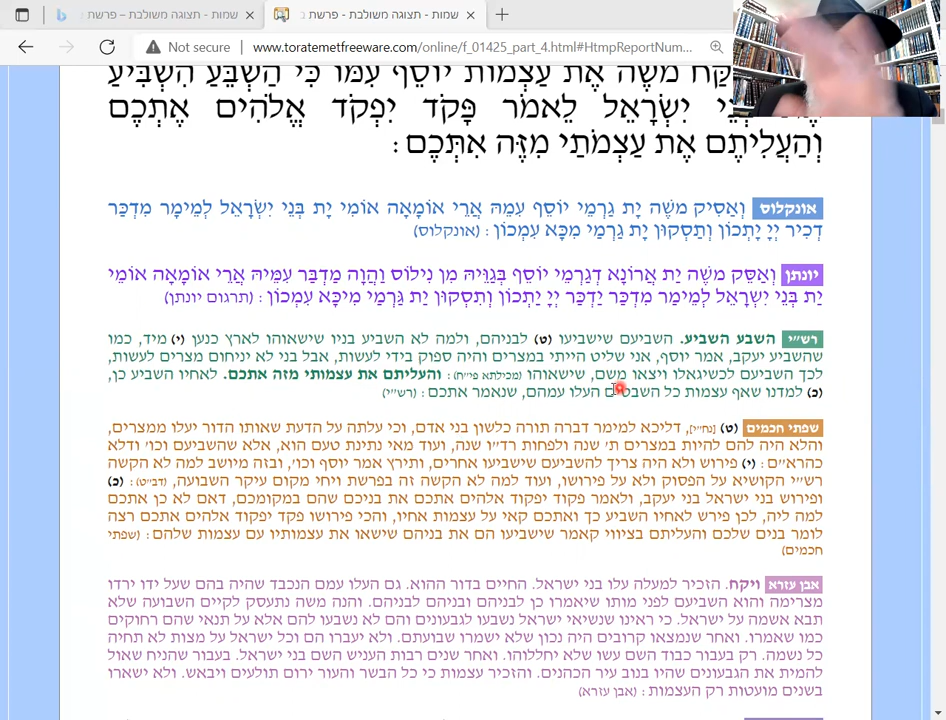 שמות - תצוגה משולבת – פרשת ב
שמות - תצוגה משולבת - פרשת ב
Not secure | www.toratemetfreeware.com/online/f_01425_part_4.html#HtmpReportNum...
משֶׁה אֶת עַצְמוֹת יוֹסֵף עִמּוֹ כִּי הַשְׁבֵּעַ הִשְׁבִּיעַ
בְּנֵי יִשְׂרָאֵל לֵאמֹר פָּקֹד יִפְקֹד אֱלֹהִים אֶתְכֶם
וְהַעֲלִיתֶם אֶת עַצְמֹתַי מִזֶּה אִתְּכֶם :
אונקלוס וְאַסִּיק משֶׁה יָת גַּרְמֵי יוֹסֵף עִמֵּהּ אֲרֵי אוֹמָאָה אוֹמֵי יָת בְּנֵי יִשְׂרָאֵל לְמֵימָר מִדְכַּר
דְכִיר יְיָ יָתְכוֹן וְתַסְּקוּן יָת גַּרְמַי מִכָּא עִמְּכוֹן : (אונקלוס)
יונתן וְאַסֵּק משֶׁה יַת אֲרוֹנָא דְגַרְמֵי יוֹסֵף בְּגַוֵּיהּ מִן נִילוֹס וַהֲוָה מַדְבַּר עִמֵּיהּ אֲרֵי אוֹמָאָה אוֹמֵי
יַת בְּנֵי יִשְׂרָאֵל לְמֵימַר מִדְכַּר יַדְכַּר יְיָ יַתְכוֹן וְתִסְקוּן יַת גַּרְמַי מִיכָּא עִמְּכוֹן : (תרגום יונתן)
רש"י השבע השביע. השביעם שישביעו (ט) לבניהם, ולמה לא השביע בניו שישאוהו לארץ כנען (י) מיד, כמו
שהשביע יעקב, אמר יוסף, אני שליט הייתי במצרים והיה ספוק בידי לעשות, אבל בני לא יניחום מצרים לעשות,
לכך השביעם לכשיגאלו ויצאו משם, שישאוהו (מכילתא פי"ח) : והעליתם את עצמותי מזה אתכם. לאחיו השביע כן,
(כ) למדנו שאף עצמות כל השבטים העלו עמהם, שנאמר אתכם : (רש"י)
שפתי חכמים (ט) [נח"י], דליכא למימר דברה תורה כלשון בני אדם, וכי עלתה על הדעת שאותו הדור יעלו ממצרים,
והלא היה להם להיות במצרים ת' שנה ולפחות רד"ו שנה, ועוד מאי נתינת טעם הוא, אלא שהשביעם וכו' ודלא
כהרא"ם : (י) פירוש ולא היה צריך להשביעם שישביעו אחרים, ותירץ אמר יוסף וכו', ובזה מיושב למה לא הקשה
רש"י הקושיא על הפסוק ולא על פירושו, ועוד למה לא הקשה זה בפרשת ויחי מקום עיקר השבועה, (דב"ט) : (כ)
ופירוש בני ישראל בני יעקב, ולאמר פקוד יפקוד אלהים אתכם את בניכם שהם במקומכם, דאם לא כן אתכם
למה ליה, לכן פירש לאחיו השביע כך ואתכם קאי על עצמות אחיו, והכי פירושו פקד יפקוד אלהים אתכם רצה
לומר בנים שלכם והעליתם בציווי קאמר שישביעו הם את בניהם שישאו את עצמותיו עם עצמות שלהם : (שפתי
חכמים)
אבן עזרא ויקח. הזכיר למעלה עלו בני ישראל. החיים בדור ההוא. גם העלו עמם הנכבד שהיה בהם שעל ידו ירדו
מצרימה והוא השביעם לפני מותו שיאמרו כן לבניהם ובניהם לבניהם. והנה משה נתעסק לקיים השבועה שלא
תבא אשמה על ישראל. כי ראינו שנשיאי ישראל נשבעו לגבעונים והם לא נשבעו להם אלא על תנאי שהם רחוקים
כמו שאמרו. ואחר שנמצאו קרובים היה נכון שלא ישמרו שבועתם. ולא יעברו הם וכל ישראל על מצות לא תחיה
כל נשמה. רק בעבור כבוד השם עשו שלא יחללוהו. ואחר שנים רבות העניש השם בני ישראל. בעבור שהניח שאול
להמית את הגבעונים שהיו בנוב עיר הכהנים. והזכיר עצמות כי כל הבשר והעור ירום תולעים ויבאש. ולא ישארו
בשנים מועטות רק העצמות : (אבן עזרא)